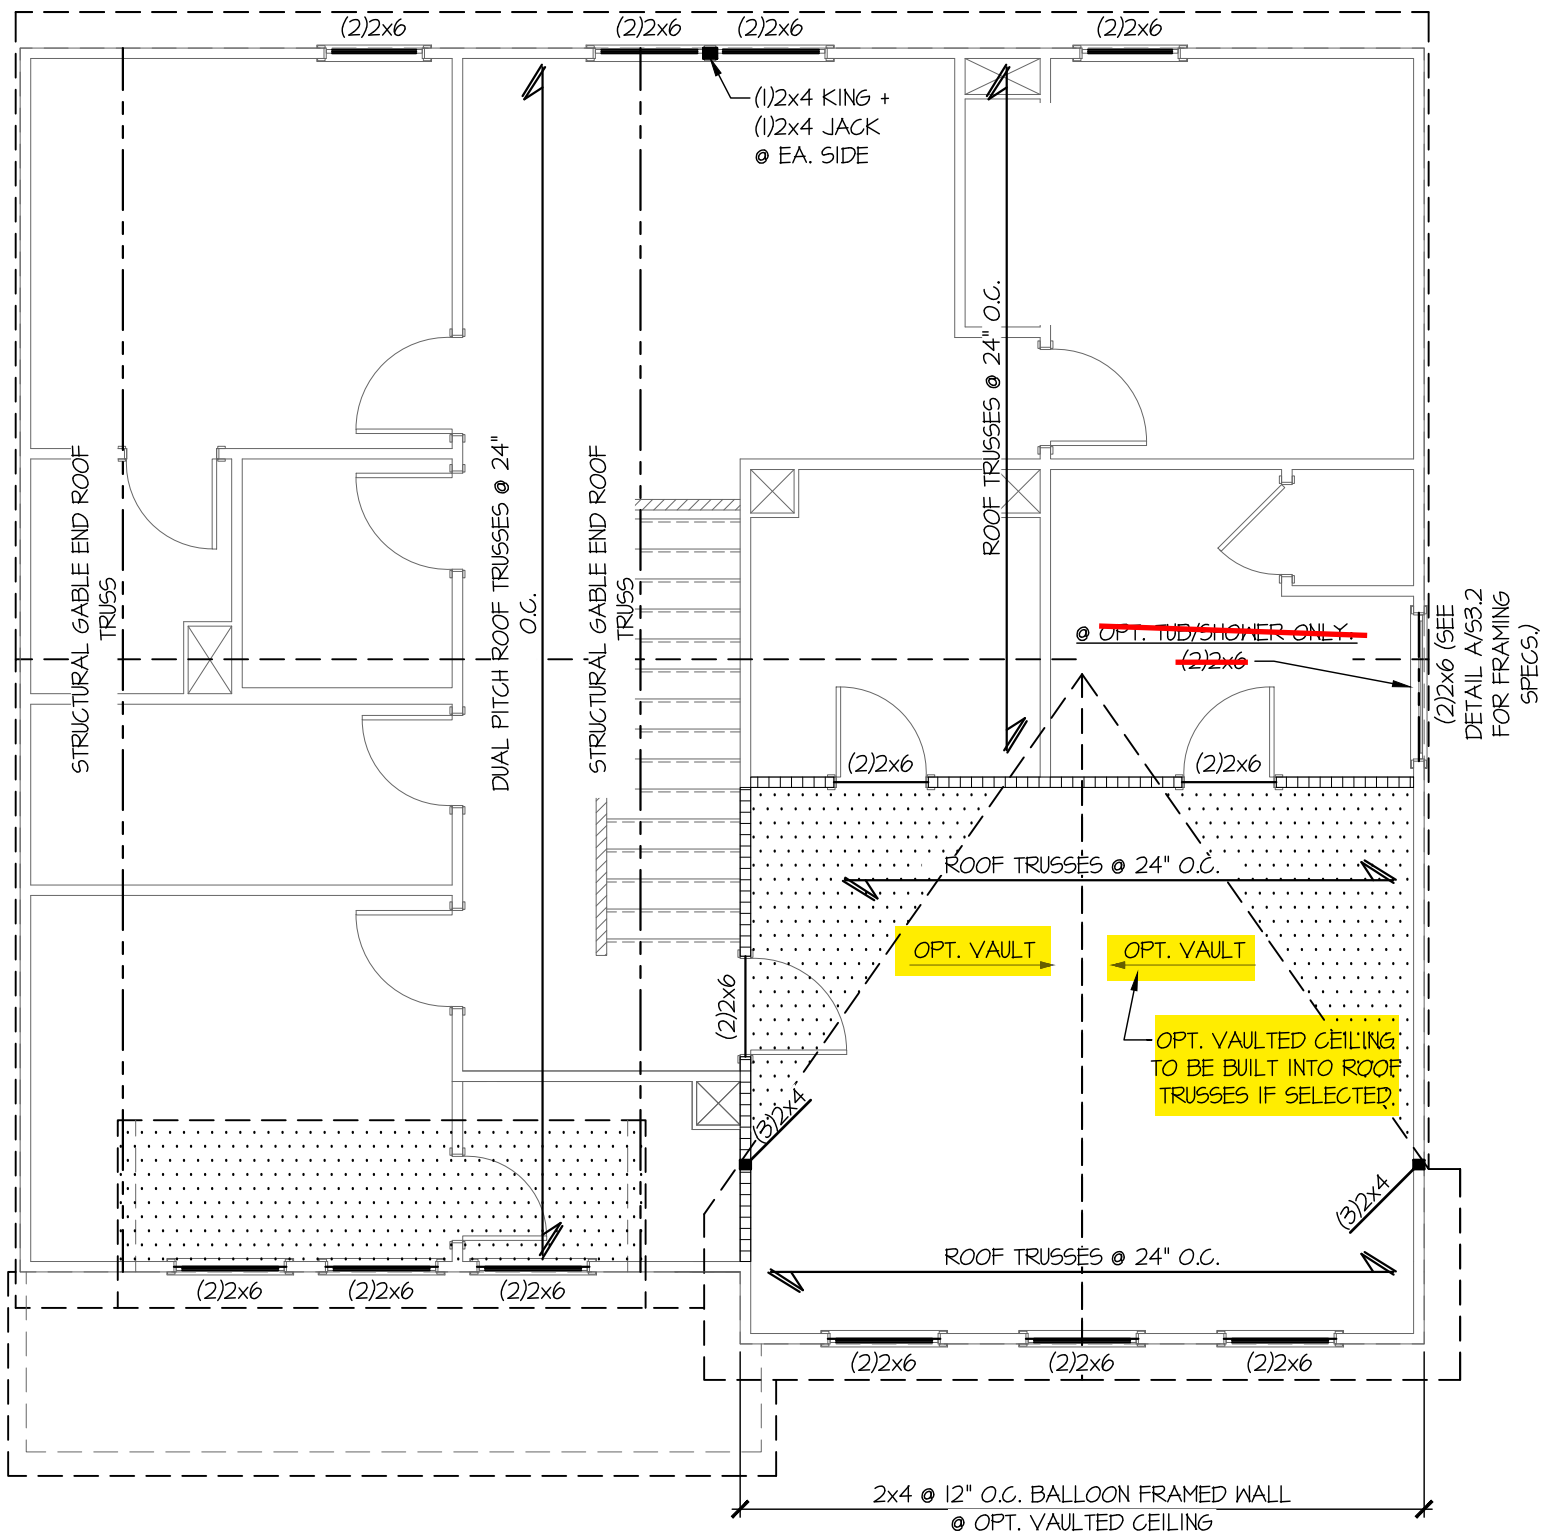 (2)2x6
(2)2x6
(2)2x6
(2)2x6
(1)2x4 KING +
(1)2x4 JACK
@ EA. SIDE
STRUCTURAL GABLE END ROOF
TRUSS
DUAL PITCH ROOF TRUSSES @ 24"
O.C.
STRUCTURAL GABLE END ROOF
TRUSS
ROOF TRUSSES @ 24" O.C.
@ OPT. TUB/SHOWER ONLY.
(2)2x6
(2)2x6 (SEE
DETAIL A/S3.2
FOR FRAMING
SPECS.)
(2)2x6
(2)2x6
ROOF TRUSSES @ 24" O.C.
OPT. VAULT
OPT. VAULT
(2)2x6
OPT. VAULTED CEILING
TO BE BUILT INTO ROOF
TRUSSES IF SELECTED.
(3)2x4
(3)2x4
ROOF TRUSSES @ 24" O.C.
(2)2x6
(2)2x6
(2)2x6
(2)2x6
(2)2x6
(2)2x6
2x4 @ 12" O.C. BALLOON FRAMED WALL
@ OPT. VAULTED CEILING